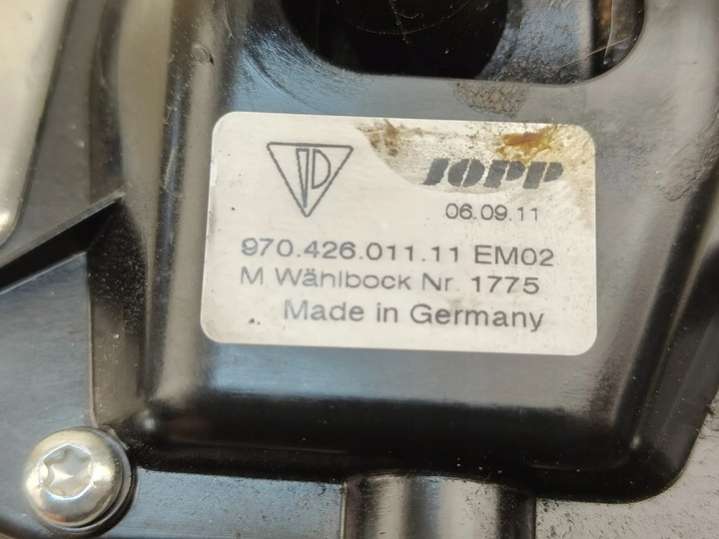 JOPP
06.09.11
970.426.011.11 EM02
M Wählbock Nr. 1775
Made in Germany